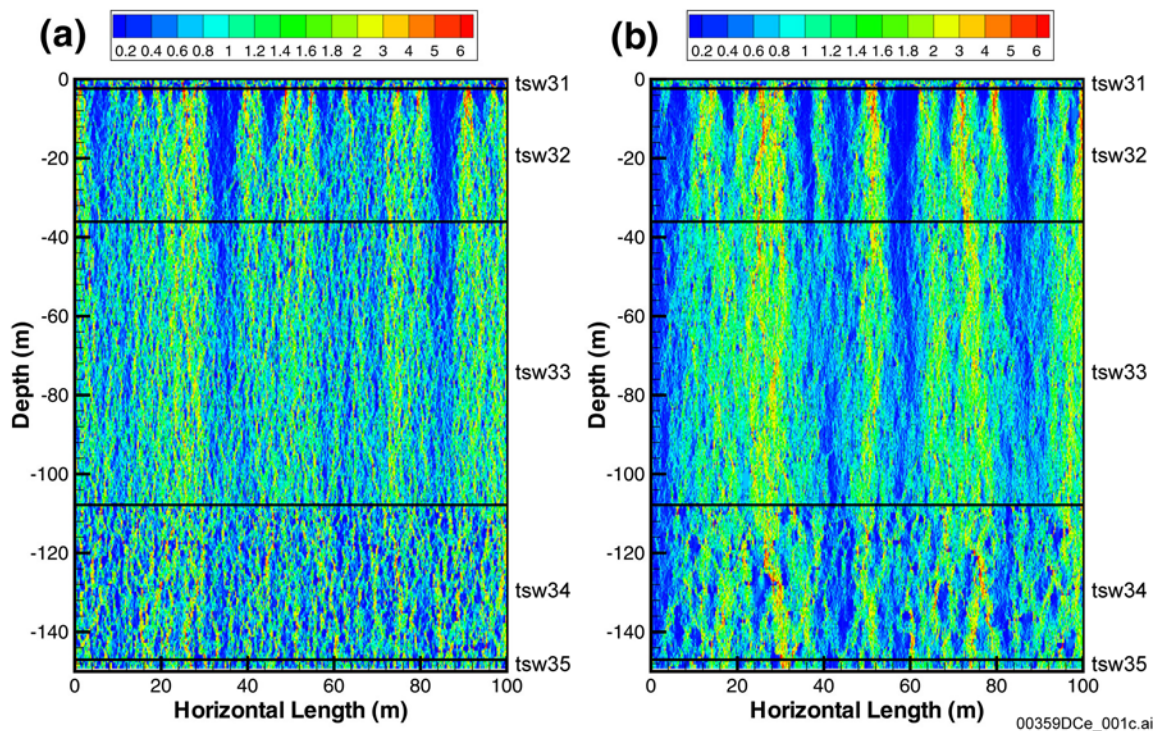 (a)
0.2 0.4 0.6 0.8 1 1.2 1.4 1.6 1.8 2 3 4 5 6
0
-20
-40
-60
-80
-100
-120
-140
Depth (m)
tsw31
tsw32
tsw33
tsw34
tsw35
0 20 40 60 80 100
Horizontal Length (m)
(b)
0.2 0.4 0.6 0.8 1 1.2 1.4 1.6 1.8 2 3 4 5 6
0
-20
-40
-60
-80
-100
-120
-140
Depth (m)
tsw31
tsw32
tsw33
tsw34
tsw35
0 20 40 60 80 100
Horizontal Length (m)
00359DCe_001c.ai